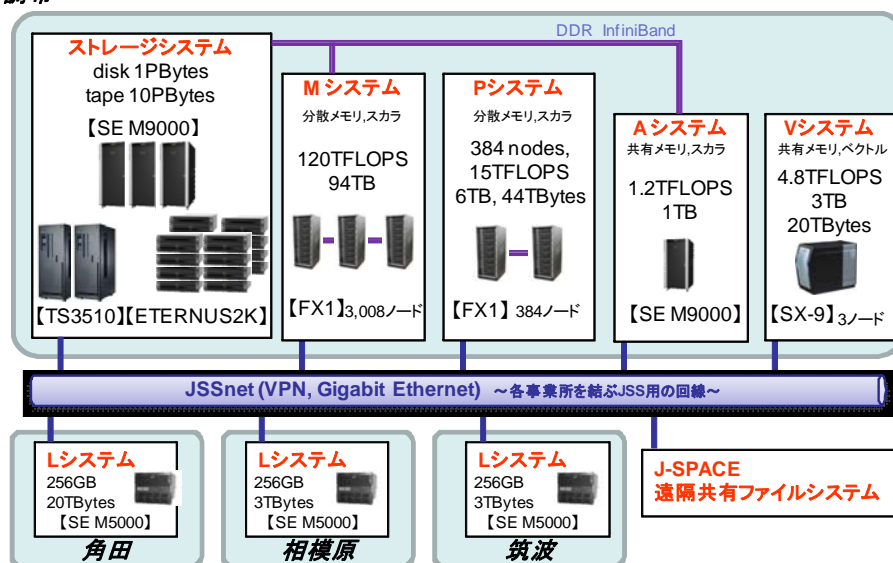 DDR InfiniBand
ストレージシステム
disk 1PBytes
tape 10PBytes
【SE M9000】
【TS3510】【ETERNUS2K】
M システム
分散メモリ,スカラ
120TFLOPS
94TB
【FX1】3,008ノード
Pシステム
分散メモリ,スカラ
384 nodes,
15TFLOPS
6TB, 44TBytes
【FX1】 384ノード
A システム
共有メモリ,スカラ
1.2TFLOPS
1TB
【SE M9000】
Vシステム
共有メモリ,ベクトル
4.8TFLOPS
3TB
20TBytes
【SX-9】3ノード
JSSnet (VPN, Gigabit Ethernet) ～各事業所を結ぶJSS用の回線～
Lシステム
256GB
20TBytes
【SE M5000】
角田
Lシステム
256GB
3TBytes
【SE M5000】
相模原
Lシステム
256GB
3TBytes
【SE M5000】
筑波
J-SPACE
遠隔共有ファイルシステム